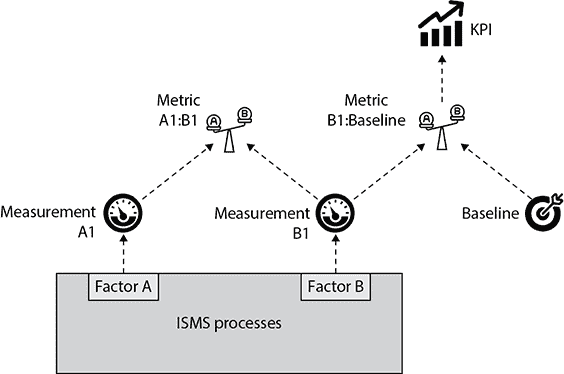 KPI
Metric
A1:B1
A
B
Metric
B1:Baseline
A
B
Measurement
A1
Measurement
B1
Baseline
Factor A
Factor B
ISMS processes